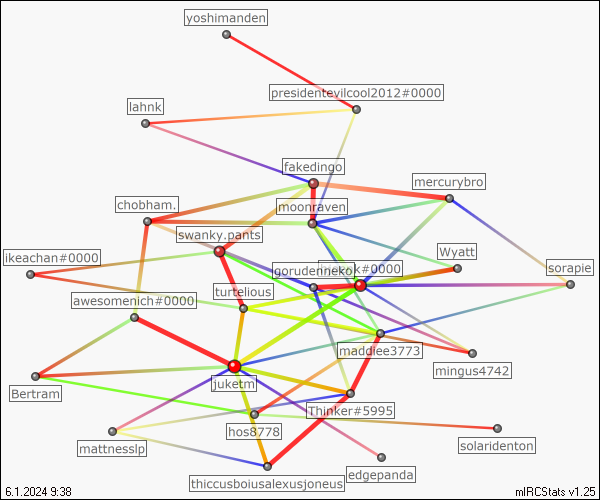 yoshimanden
presidentevilcool2012#0000
lahnk
fakedingo
mercurybro
chobham.
moonraven
swanky.pants
Wyatt
ikeachan#0000
gorudenneko
k#0000
sorapie
turtelious
awesomenich#0000
maddiee3773
mingus4742
juketm
Bertram
Thinker#5995
hos8778
mattnesslp
solaridenton
edgepanda
thiccusboiusalexusjoneus
6.1.2024 9:38
mIRCStats v1.25